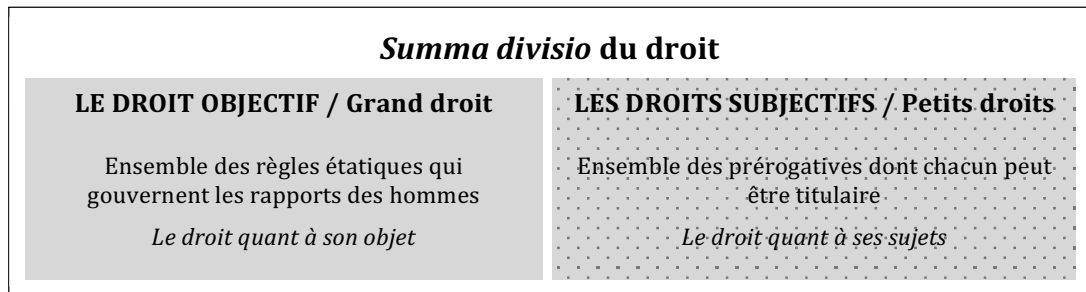 Summa divisio du droit
LE DROIT OBJECTIF / Grand droit
Ensemble des règles étatiques qui
gouvernent les rapports des hommes
Le droit quant à son objet
LES DROITS SUBJECTIFS / Petits droits
Ensemble des prérogatives dont chacun peut
être titulaire
Le droit quant à ses sujets